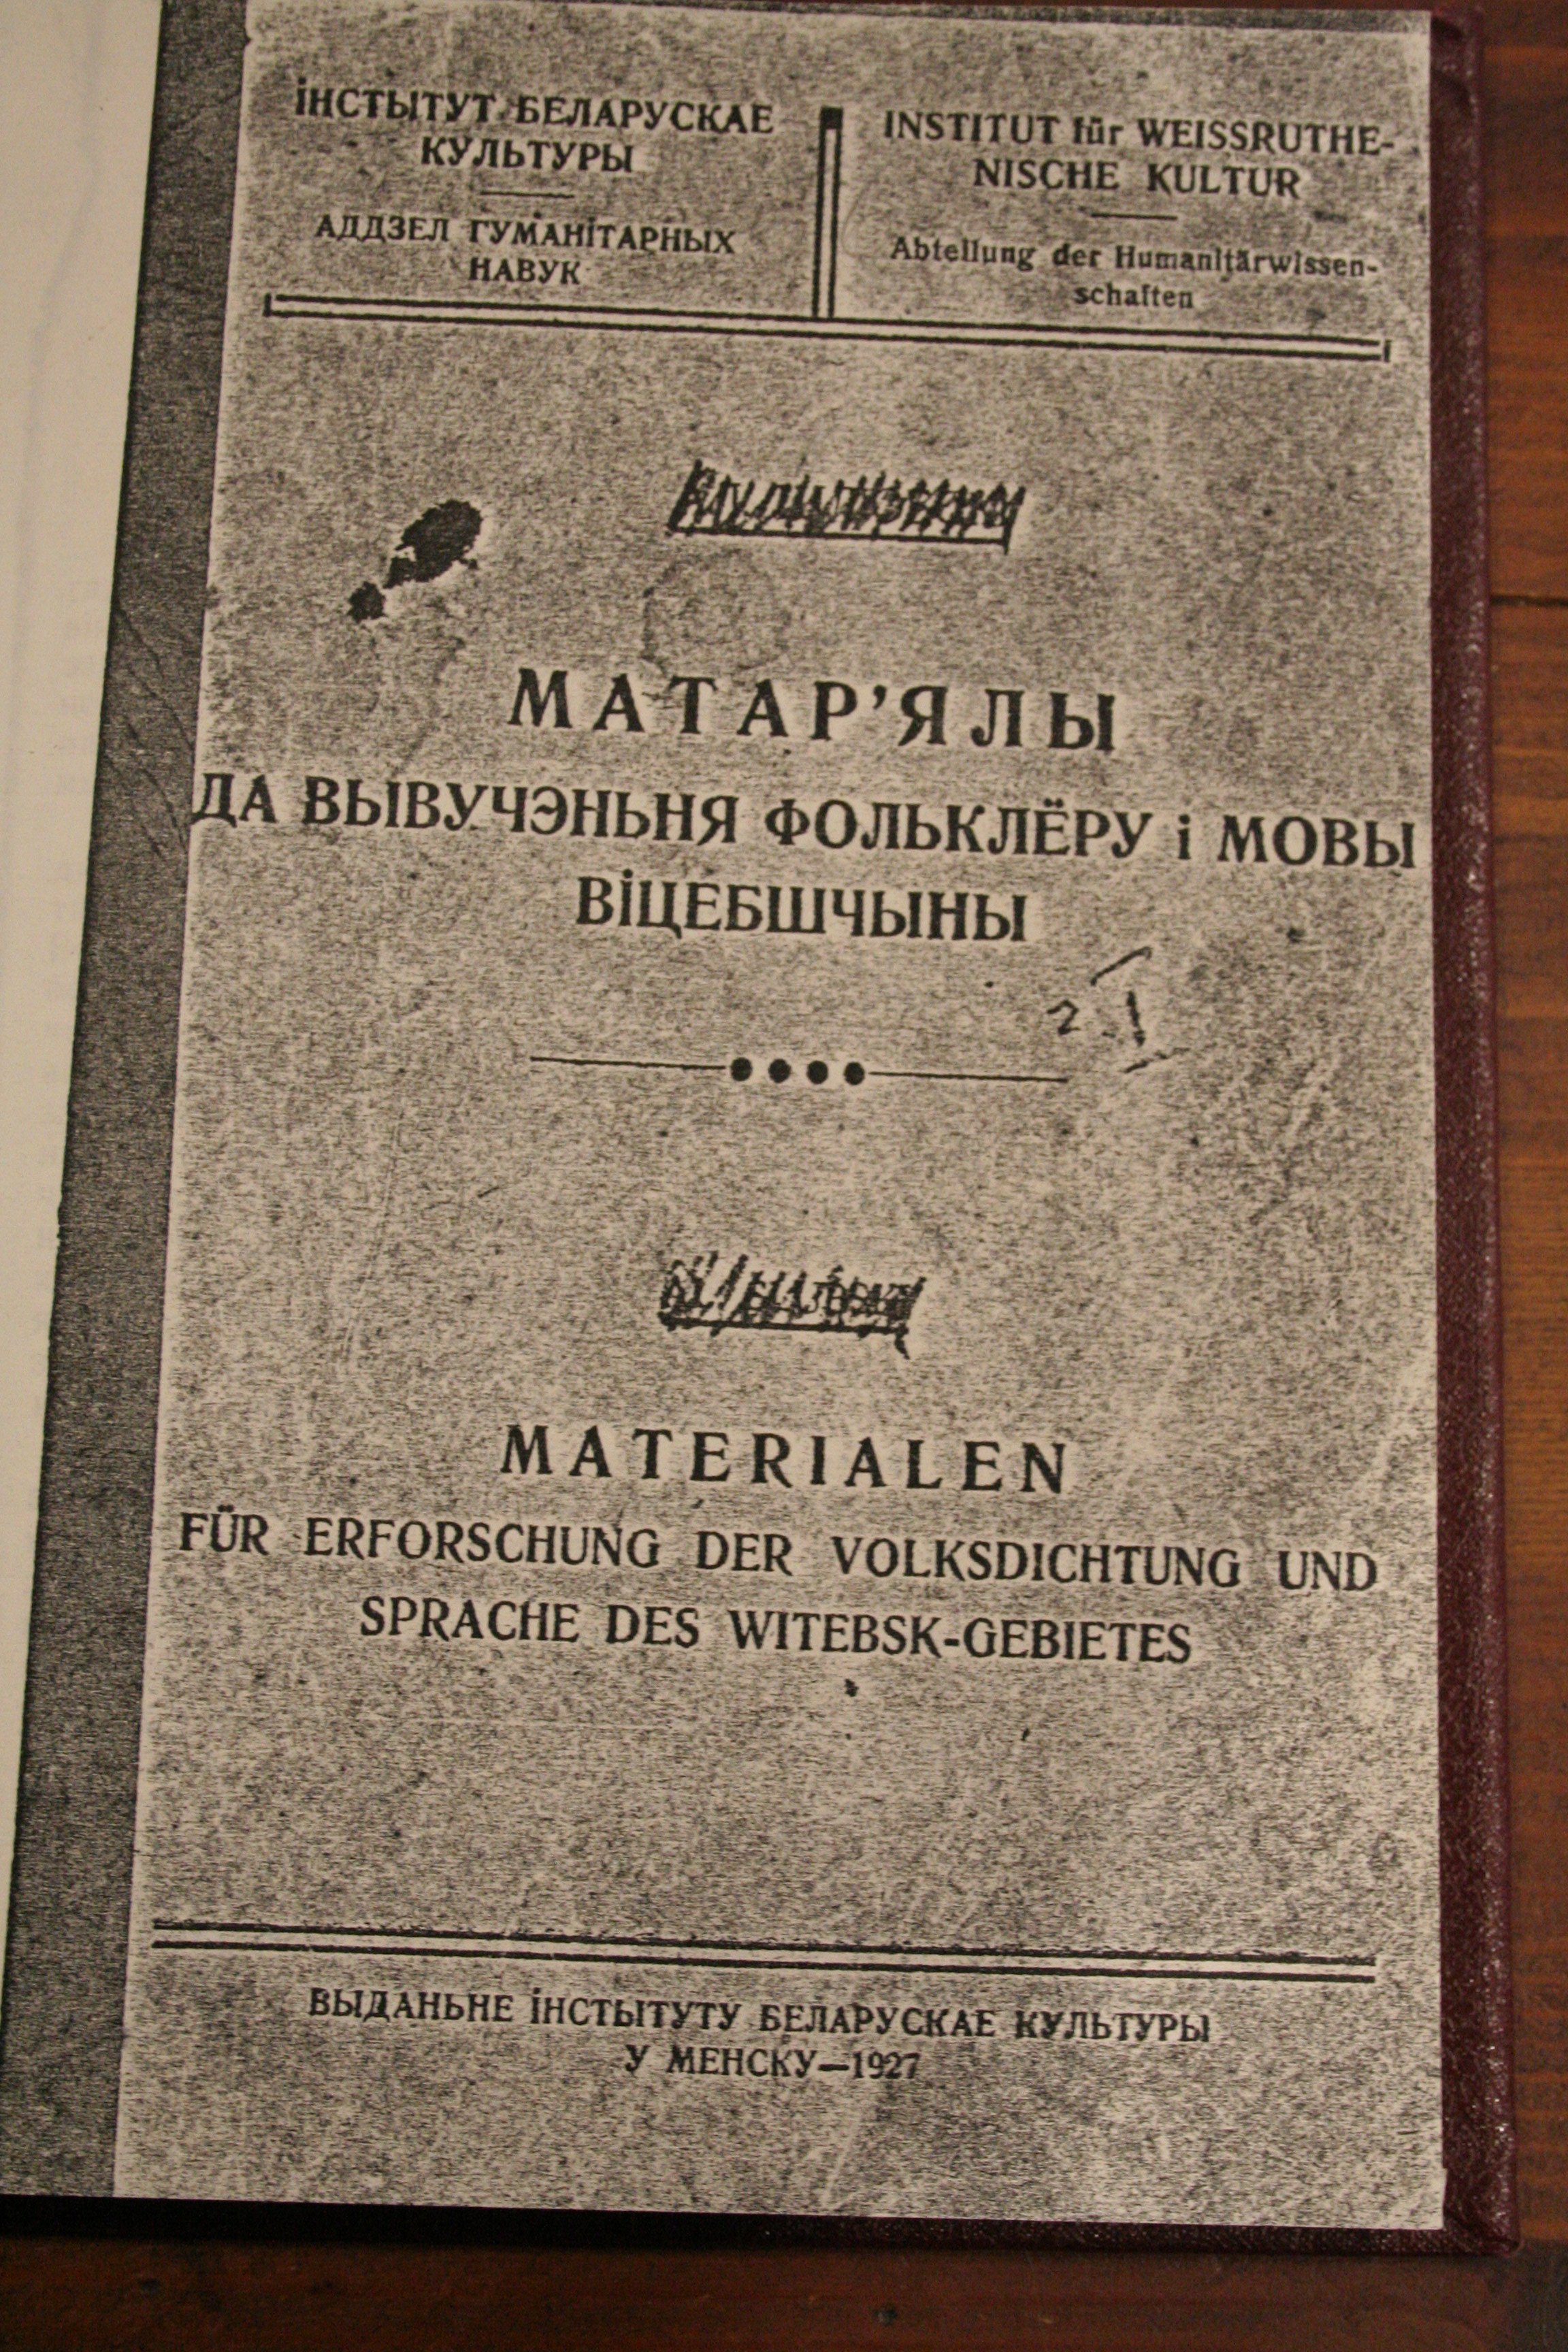 іНСТЫТУТ БЕЛАРУСКАЕ
КУЛЬТУРЫ
АДДЗЕЛ ГУМАНіТАРНЫХ
НАВУК
INSTITUT für WEISSRUTHE-
NISCHE KULTUR
Abteilung der Humanitärwissen-
schaften
МАТАР’ЯЛЫ
ДА ВЫВУЧЭНЬНЯ ФОЛЬКЛЁРУ і МОВЫ
ВіЦЕБШЧЫНЫ
MATERIALEN
FÜR ERFORSCHUNG DER VOLKSDICHTUNG UND
SPRACHE DES WITEBSK-GEBIETES
ВЫДАНЬНЕ іНСТЫТУТУ БЕЛАРУСКАЕ КУЛЬТУРЫ
У МЕНСКУ—1927